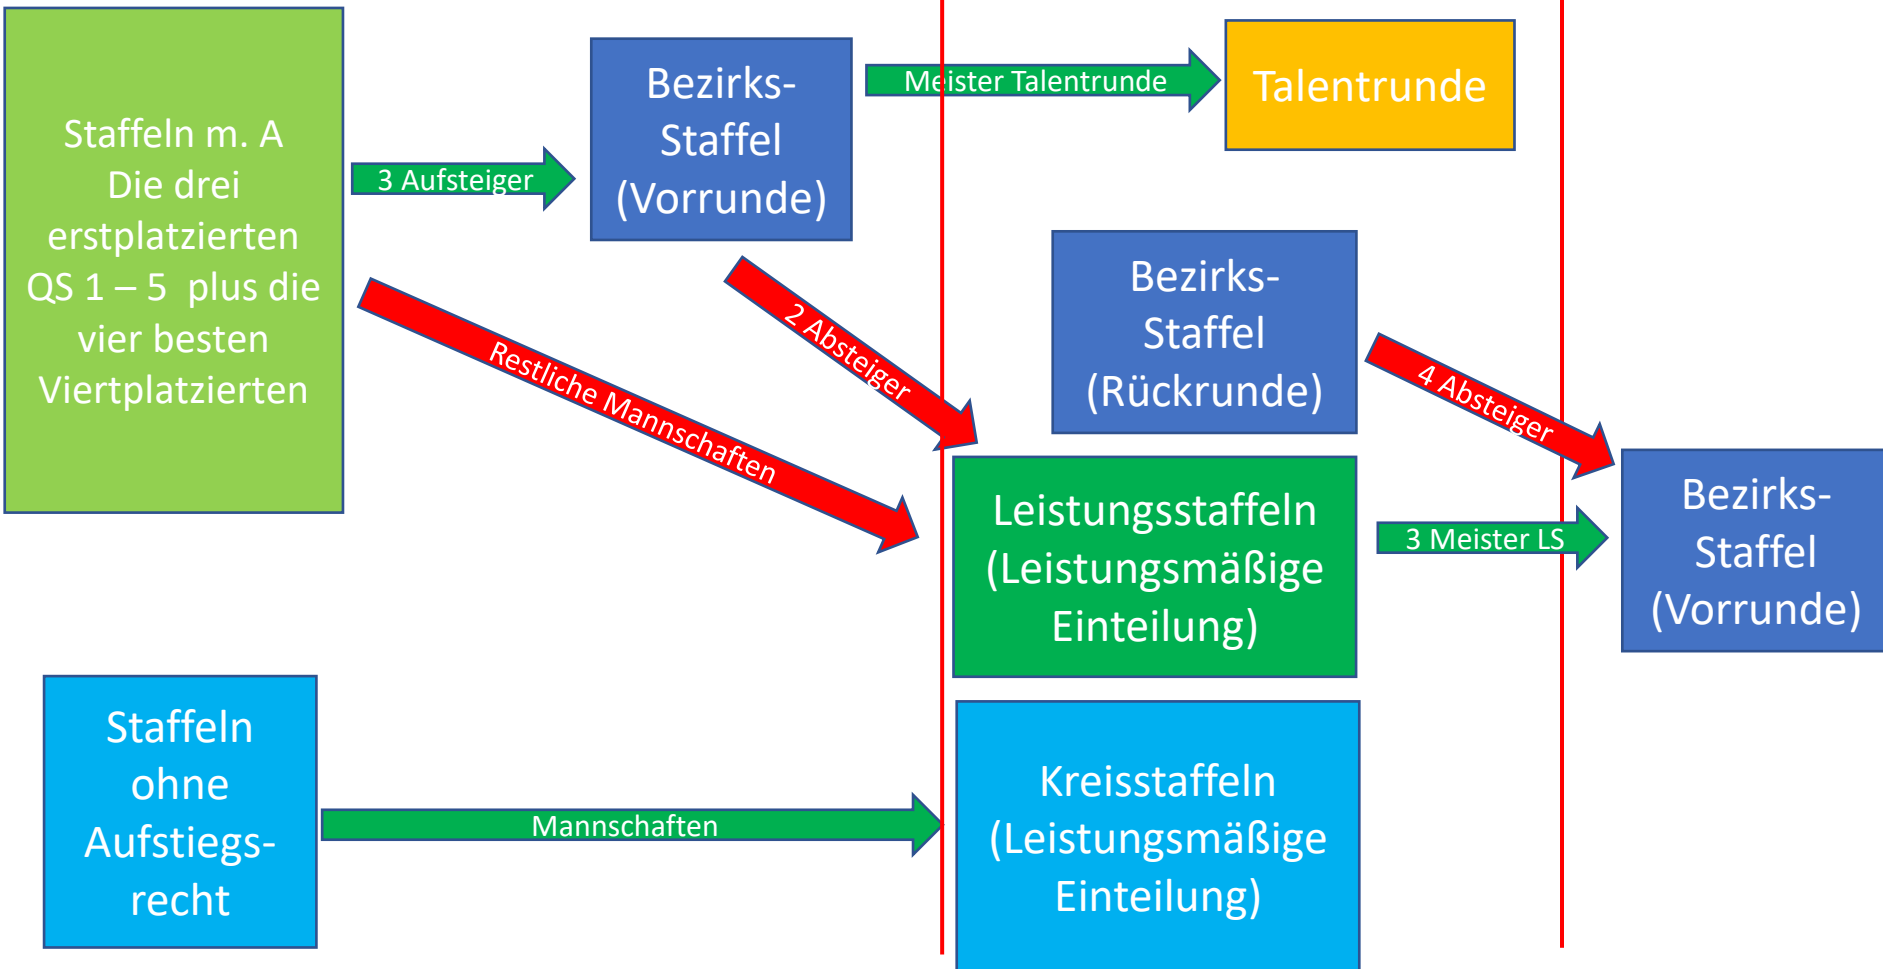 Staffeln m. A
Die drei
erstplatzierten
QS 1 – 5 plus die
vier besten
Viertplatzierten
3 Aufsteiger
Bezirks-
Staffel
(Vorrunde)
Meister Talentrunde
Talentrunde
Restliche Mannschaften
2 Absteiger
Bezirks-
Staffel
(Rückrunde)
4 Absteiger
Leistungsstaffeln
(Leistungsmäßige
Einteilung)
3 Meister LS
Bezirks-
Staffel
(Vorrunde)
Staffeln
ohne
Aufstiegs-
recht
Mannschaften
Kreisstaffeln
(Leistungsmäßige
Einteilung)